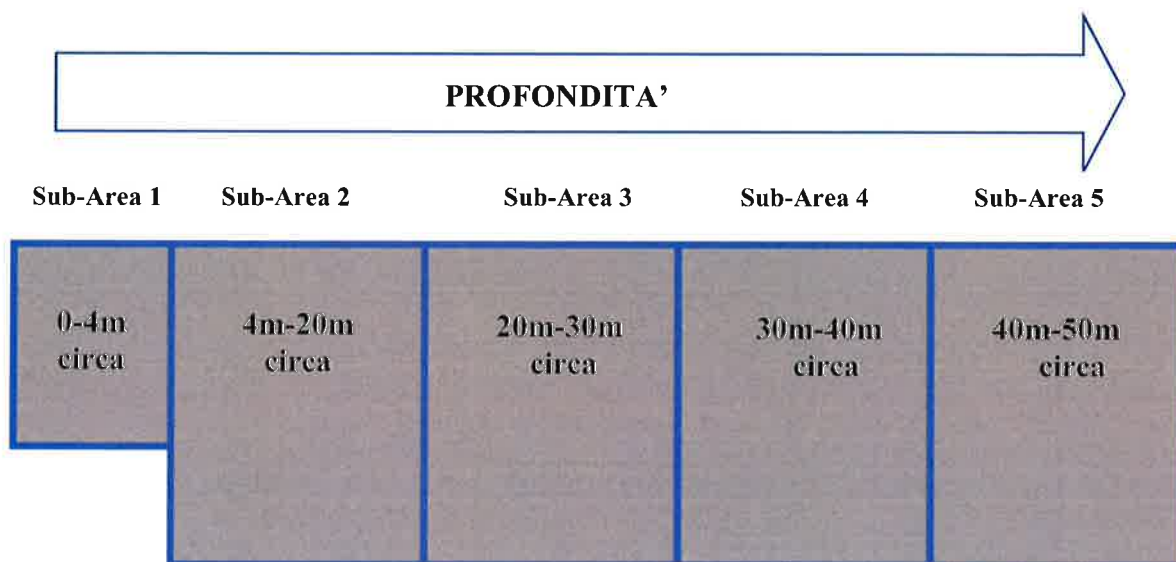 PROFONDITA’
Sub-Area 1 Sub-Area 2 Sub-Area 3 Sub-Area 4 Sub-Area 5
0-4m 4m-20m 20m-30m 30m-40m 40m-50m
circa circa circa circa circa